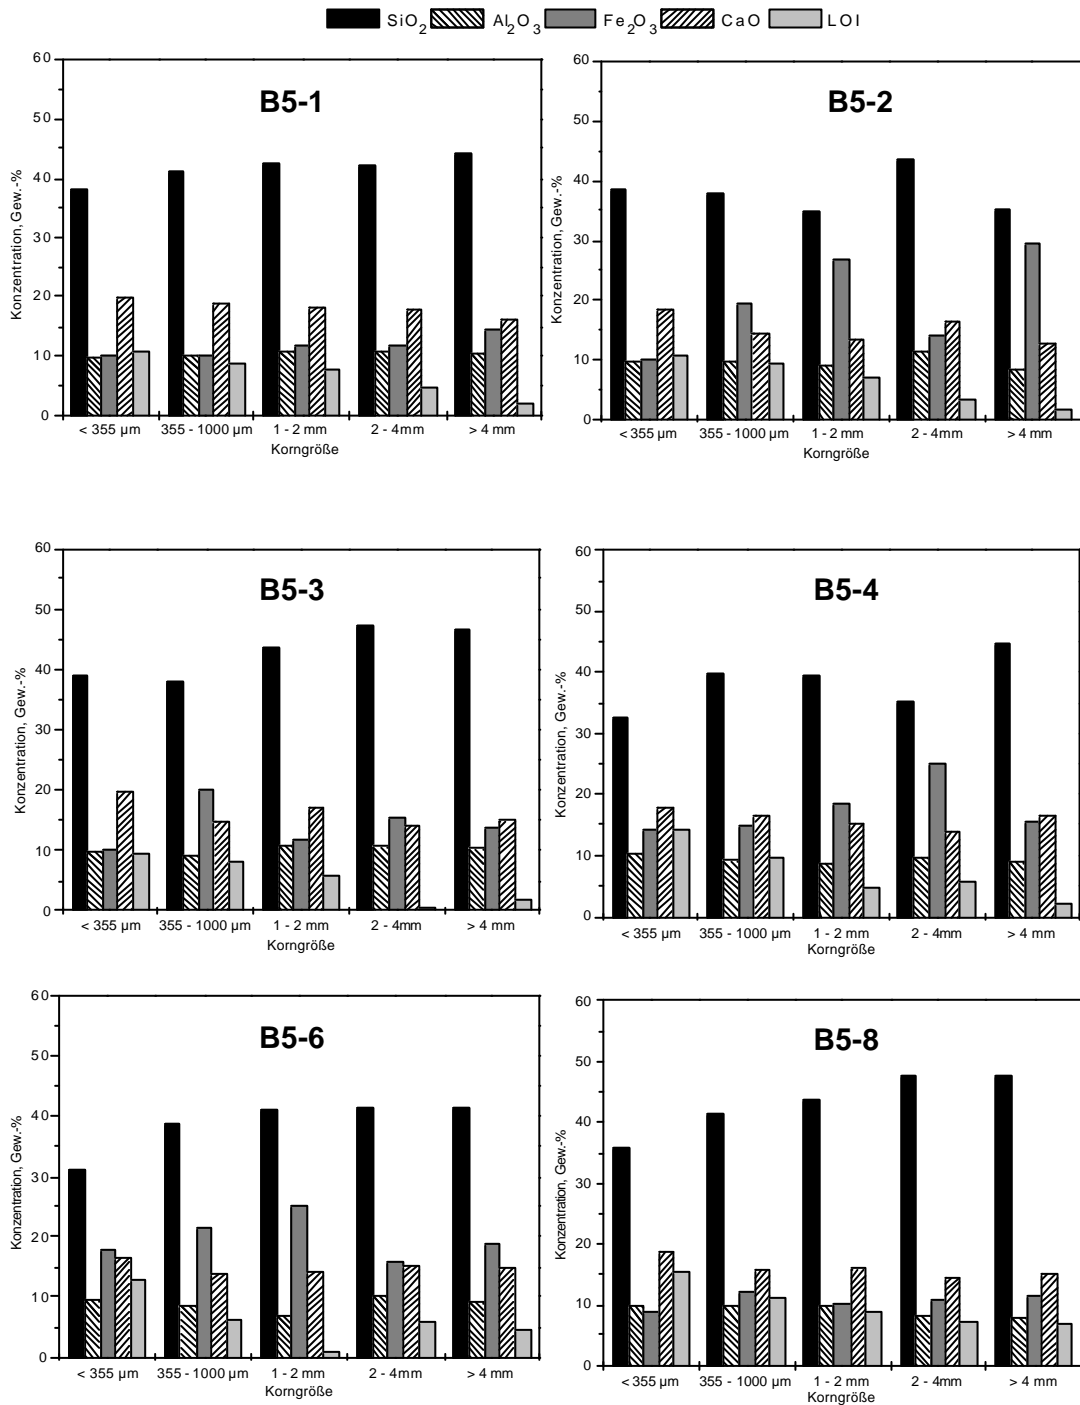 SiO2 Al2O3 Fe2O3 CaO LOI
B5-1
Konzentration, Gew.-%
60
50
40
30
20
10
0
< 355 µm 355 - 1000 µm 1 - 2 mm 2 - 4mm > 4 mm
Korngröße
B5-2
Konzentration, Gew.-%
60
50
40
30
20
10
0
< 355 µm 355 - 1000 µm 1 - 2 mm 2 - 4mm > 4 mm
Korngröße
B5-3
Konzentration, Gew.-%
60
50
40
30
20
10
0
< 355 µm 355 - 1000 µm 1 - 2 mm 2 - 4mm > 4 mm
Korngröße
B5-4
Konzentration, Gew.-%
60
50
40
30
20
10
0
< 355 µm 355 - 1000 µm 1 - 2 mm 2 - 4mm > 4 mm
Korngröße
B5-6
Konzentration, Gew.-%
60
50
40
30
20
10
0
< 355 µm 355 - 1000 µm 1 - 2 mm 2 - 4mm > 4 mm
Korngröße
B5-8
Konzentration, Gew.-%
60
50
40
30
20
10
0
< 355 µm 355 - 1000 µm 1 - 2 mm 2 - 4mm > 4 mm
Korngröße